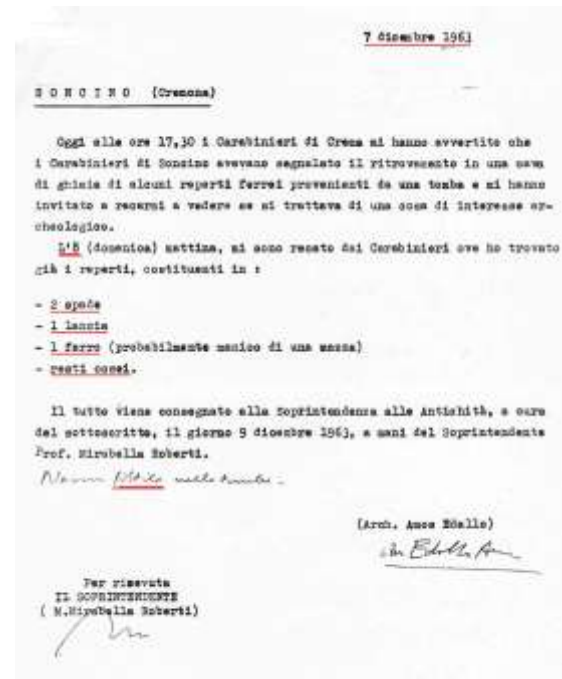 7 dicembre 1963
S O N C I N O (Cremona)
Oggi alle ore 17,30 i Carabinieri di Crema mi hanno avvertito che
i Carabinieri di Soncino avevano segnalato il ritrovamento in una cava
di ghiaia di alcuni reperti ferrei provenienti da una tomba e mi hanno
invitato a recarmi a vedere se si trattava di una cosa di interesse ar-
cheologico.
L'8 (domenica) mattina, mi sono recato dai Carabinieri ove ho trovato
già i reperti, costituenti in :
- 2 spade
- 1 lancia
- 1 ferro (probabilmente manico di una mazza)
- resti ossei.
Il tutto viene consegnato alla Soprintendenza alle Antichità, a cura
del sottoscritto, il giorno 9 dicembre 1963, a mani del Soprintendente
Prof. Mirabella Roberti.
(Arch. Amos Edallo)
Per ricevuta
IL SOPRINTENDENTE
( M.Mirabella Roberti)